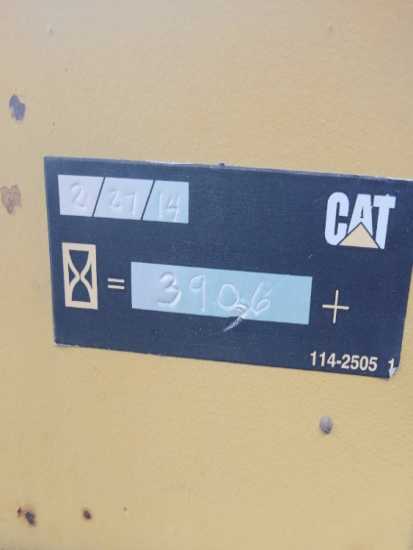 2/27/14
CAT
= 3906 +
114-2505 1